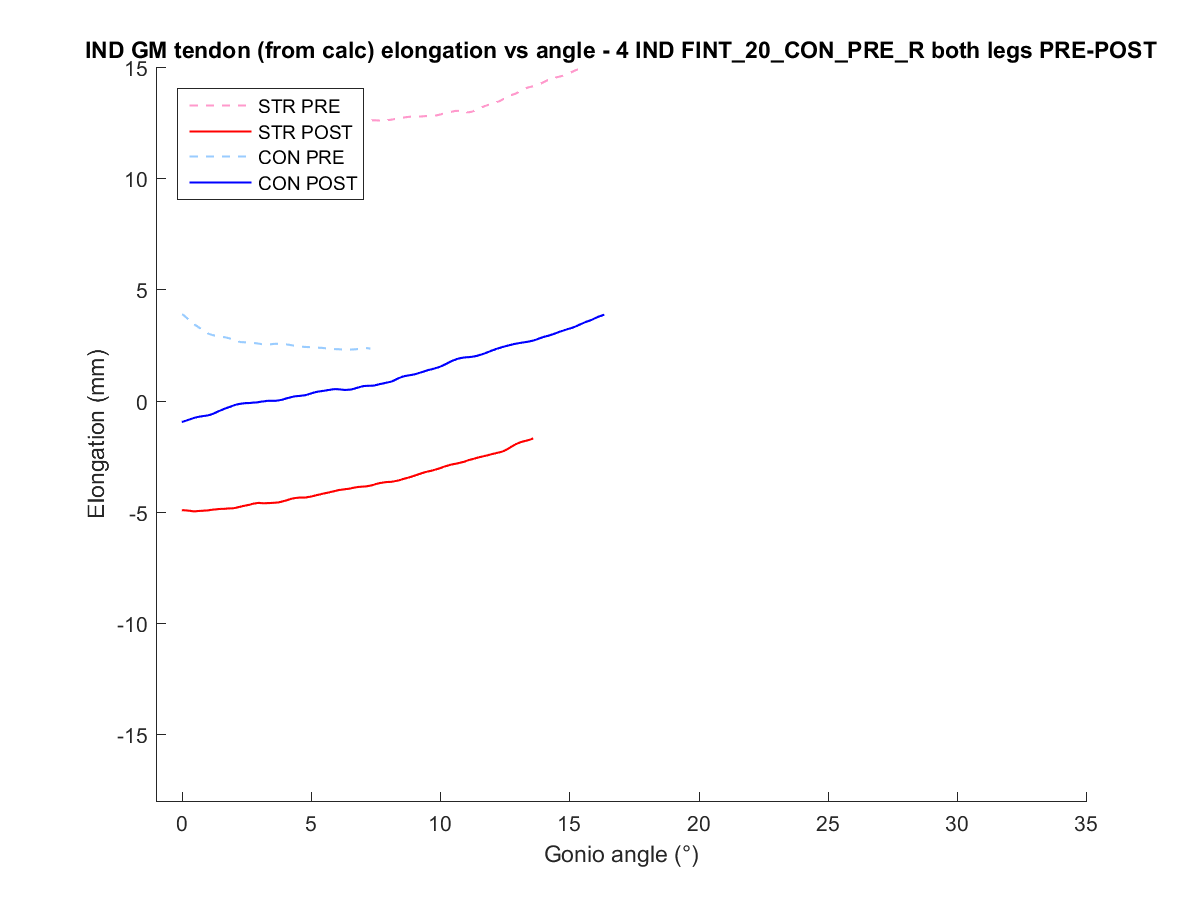 IND GM tendon (from calc) elongation vs angle - 4 IND FINT_20_CON_PRE_R both legs PRE-POST
15
10
5
0
-5
-10
-15
STR PRE
STR POST
CON PRE
CON POST
Elongation (mm)
0 5 10 15 20 25 30 35
Gonio angle (°)